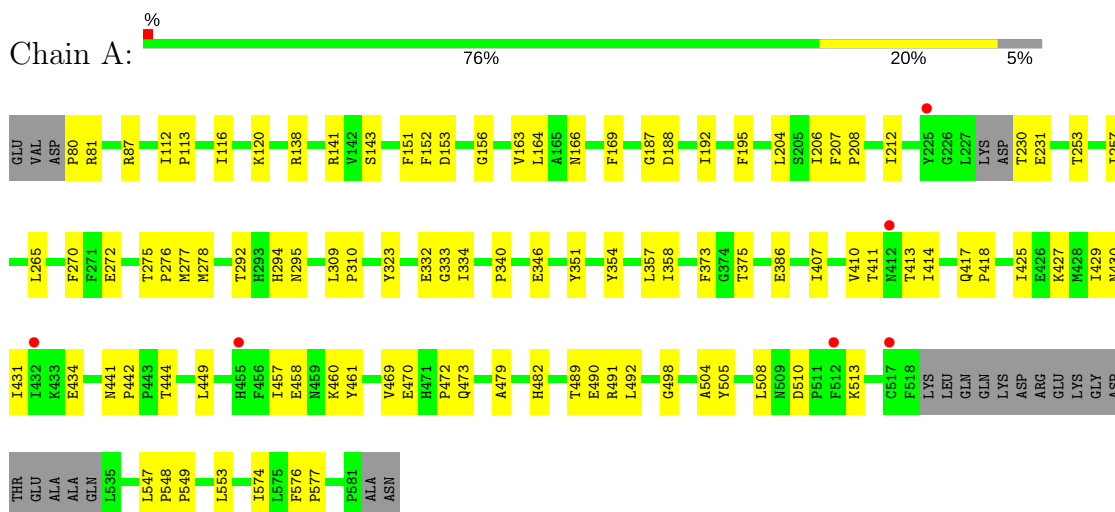 %
Chain A:
76% 20% 5%
GLU VAL ASP P80 R81 R87 I112 P113 I116 K120 R138 R141 V142 S143 F151 F152 D153 G156 V163 L164 A165 N166 F169 G187 D188 I192 F195 L204 S205 I206 F207 P208 I212 Y225 G226 L227 LYS ASP T230 E231 T253
L265 F270 F271 E272 T275 P276 M277 M278 T292 H293 H294 N295 L309 P310 Y323 E332 G333 I334 P340 E346 Y351 Y354 L357 I358 F373 G374 T375 E386 I407 V410 T411 N412 T413 I414 Q417 P418 I425 E426 K427 M428 I429 N430
I431 I432 K433 E434 N441 P442 P443 T444 L449 H455 F456 I457 E458 N459 K460 Y461 V469 E470 H471 P472 Q473 A479 H482 T489 E490 R491 L492 G498 A504 Y505 L508 N509 D510 P511 F512 K513 C517 F518 LYS LEU GLN GLN LYS ASP ARG GLU LYS GLY ASP
THR GLU ALA ALA GLN L535 L547 P548 P549 L553 I574 L575 F576 P577 P581 ALA ASN